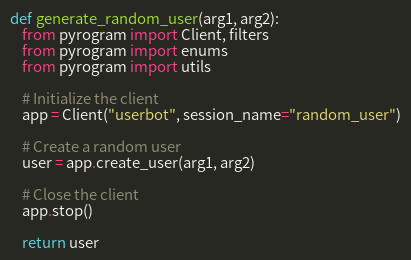 def generate_random_user(arg1, arg2):
from pyrogram import Client, filters
from pyrogram import enums
from pyrogram import utils
# Initialize the client
app = Client("userbot", session_name="random_user")
# Create a random user
user = app.create_user(arg1, arg2)
# Close the client
app.stop()
return user